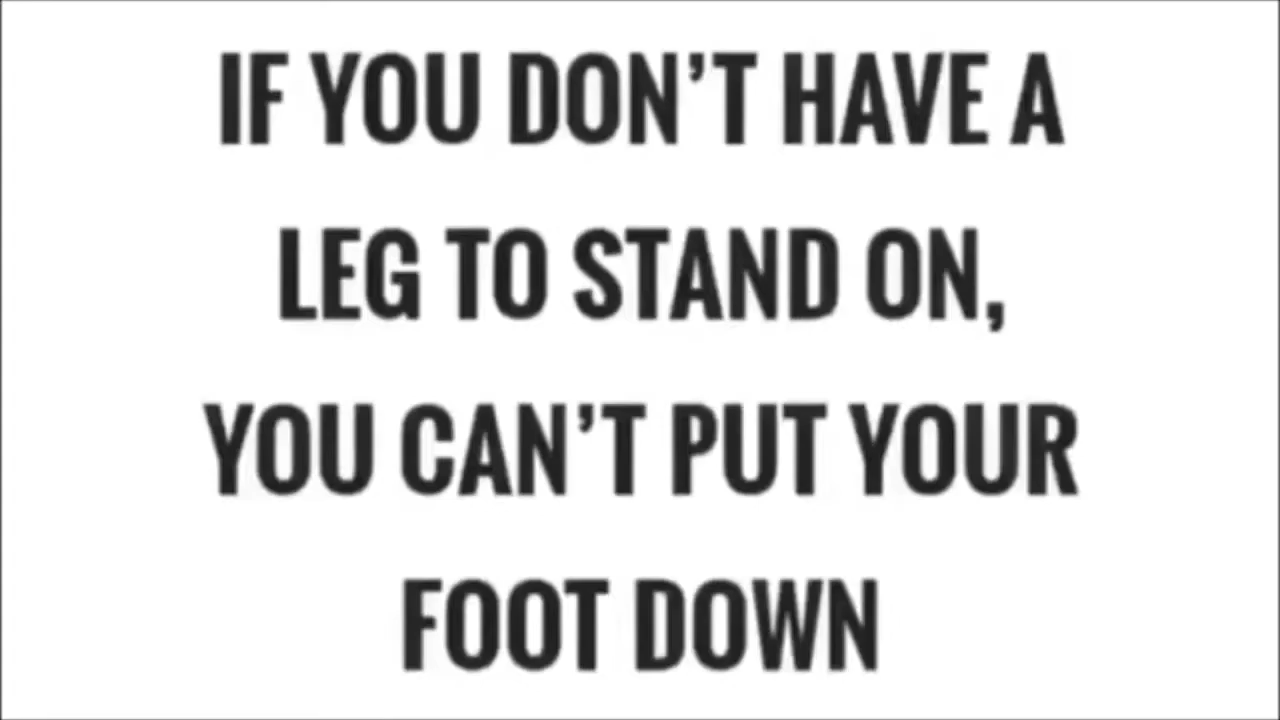 IF YOU DON’T HAVE A
LEG TO STAND ON,
YOU CAN’T PUT YOUR
FOOT DOWN